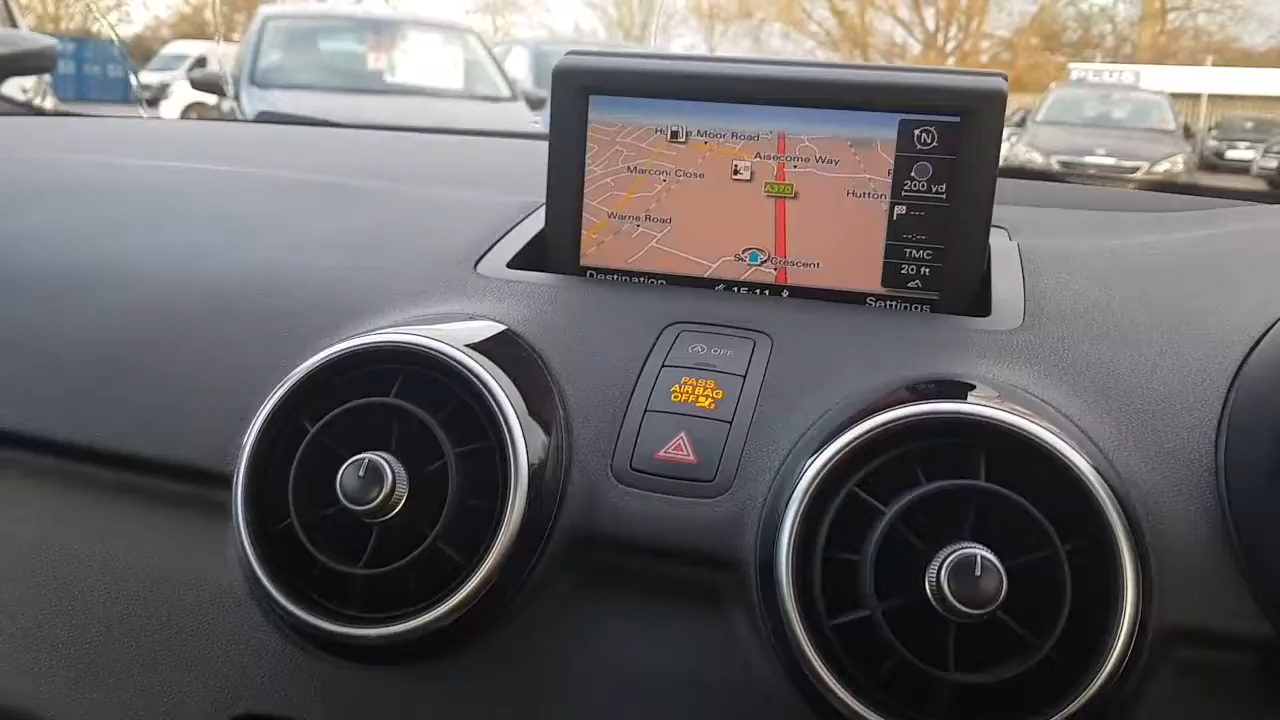 PLUS
Moor Road
Aisecome Way
Marconi Close
A370
Hutton
Warne Road
Crescent
N
200 yd
---
--:--
TMC
20 ft
Destination
15:11
Settings
A OFF
PASS
AIR BAG
OFF